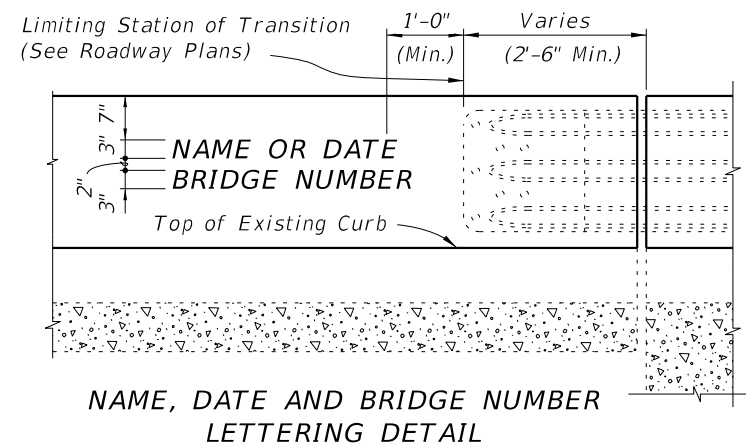 Limiting Station of Transition
(See Roadway Plans)
1'-0"
(Min.)
Varies
(2'-6" Min.)
7"
3"
2"
3"
NAME OR DATE
BRIDGE NUMBER
Top of Existing Curb
NAME, DATE AND BRIDGE NUMBER
LETTERING DETAIL